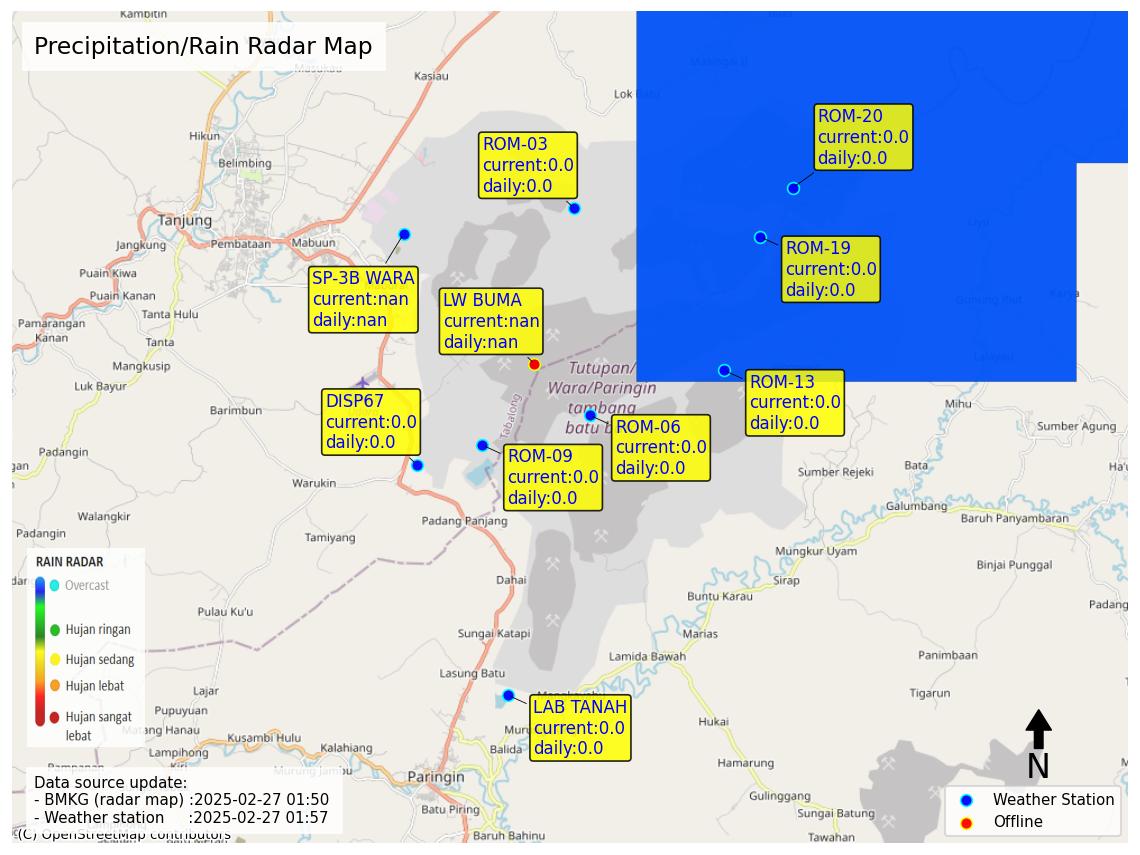 Kambitin
Precipitation/Rain Radar Map
Masukau
Kasiau
Maringakul
Lok Batu
Hikun
Belimbing
ROM-03
current:0.0
daily:0.0
ROM-20
current:0.0
daily:0.0
Tanjung
Jangkung
Pembataan
Mabuun
Liyu
ROM-19
current:0.0
daily:0.0
Puain Kiwa
Puain Kanan
SP-3B WARA
current:nan
daily:nan
LW BUMA
current:nan
daily:nan
Gunung Riut
Karya
Tanta Hulu
Pamarangan
Kanan
Tanta
Mangkusip
Luk Bayur
Lalayau
Tutupan/
Wara/Paringin
tambang
batu b
Tabalong
ROM-13
current:0.0
daily:0.0
Barimbun
DISP67
current:0.0
daily:0.0
Mihu
Sumber Agung
ROM-06
current:0.0
daily:0.0
Padangin
ROM-09
current:0.0
daily:0.0
Warukin
Sumber Rejeki
Bata
Ha'u
Galumbang
Baruh Panyambaran
Walangkir
Padangin
Padang Panjang
Tamiyang
Mungkur Uyam
Binjai Punggal
RAIN RADAR
Overcast
Hujan ringan
Hujan sedang
Hujan lebat
Hujan sangat
lebat
Dahai
Sirap
Buntu Karau
Padang
Pulau Ku'u
Sungai Katapi
Marias
Lamida Bawah
Panimbaan
Lasung Batu
Tigarun
Lajar
Pupuyuan
LAB TANAH
current:0.0
daily:0.0
Muru
Balida
Hukai
Matang Hanau
Kusambi Hulu
Kalahiang
Lampihong
Kiri
Pampanan
Murung Jambu
Paringin
Hamarung
N
Batu Piring
Gulinggang
Sungai Batung
Tawahan
Baruh Bahinu
Data source update:
- BMKG (radar map) :2025-02-27 01:50
- Weather station :2025-02-27 01:57
(C) OpenStreetMap contributors
Weather Station
Offline